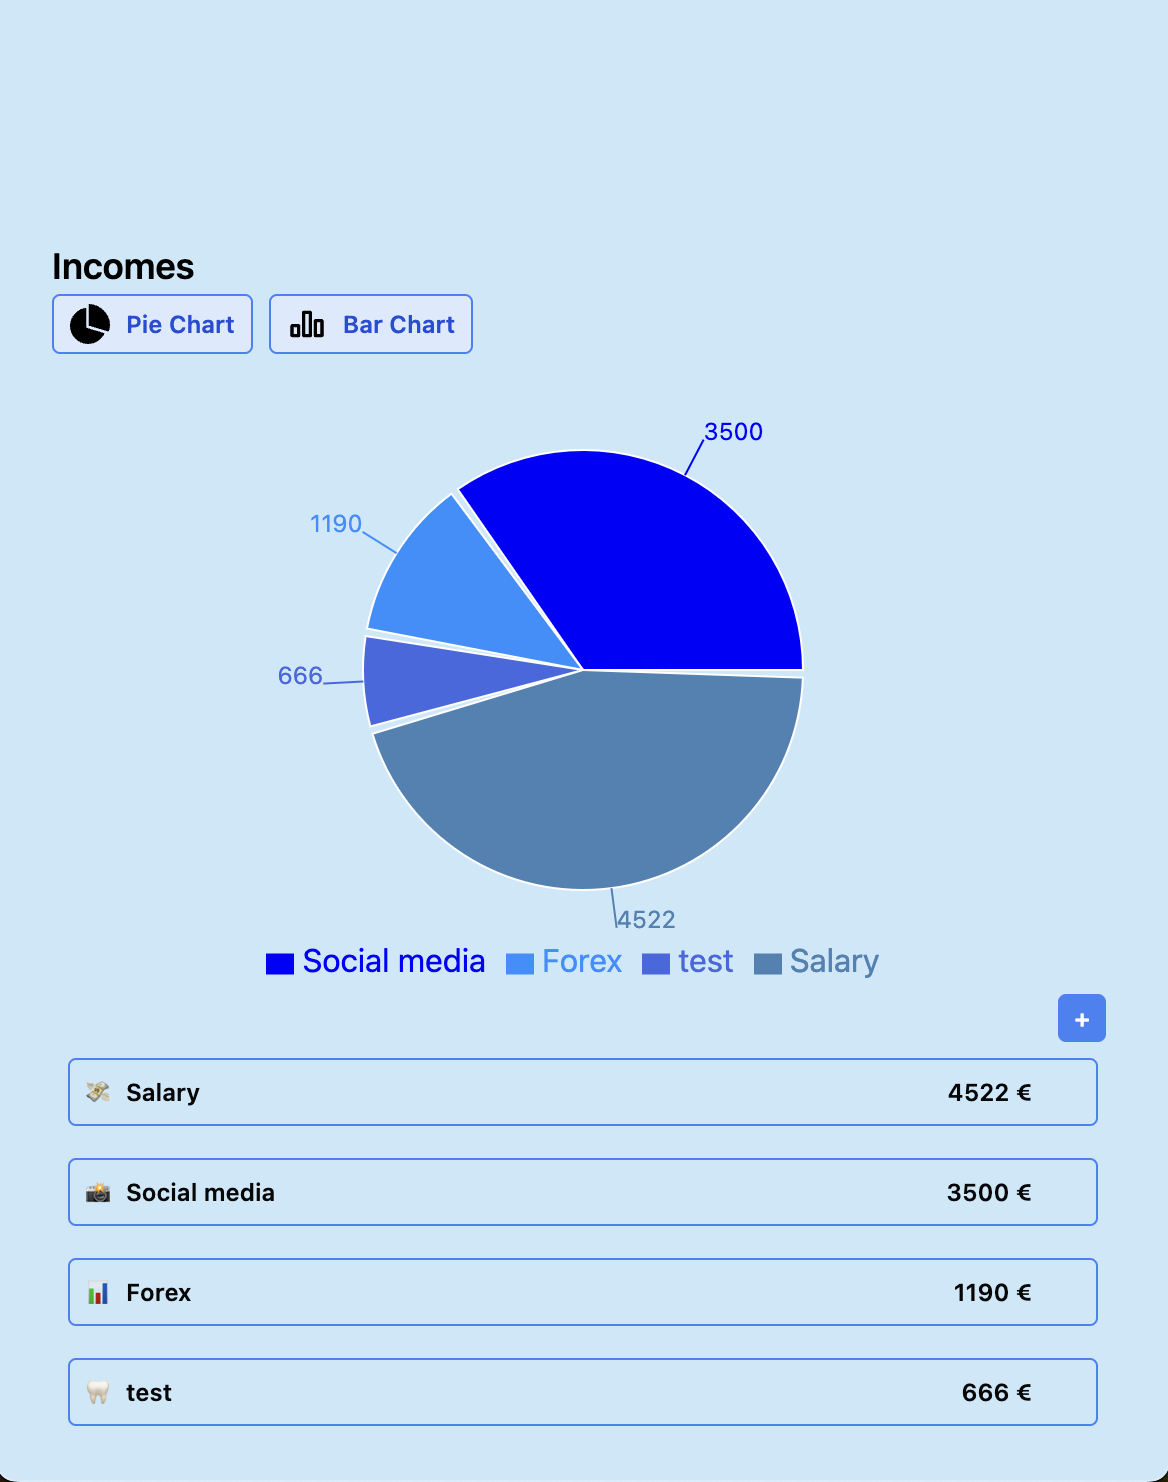 Incomes
Pie Chart Bar Chart
3500
1190
666
4522
Social media Forex test Salary
+
Salary 4522 €
Social media 3500 €
Forex 1190 €
test 666 €